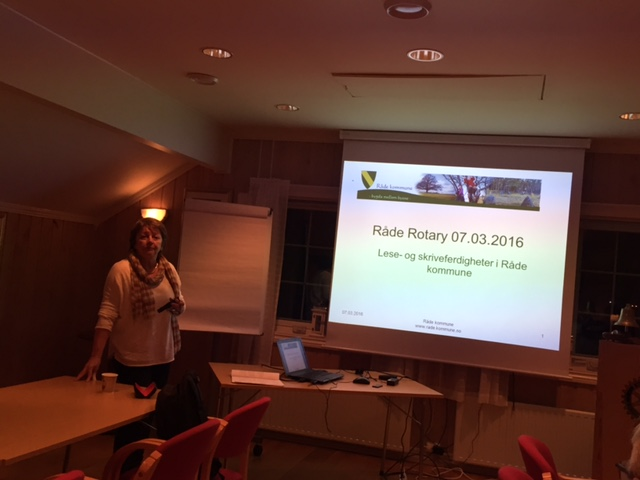 Råde kommune
Råde Rotary 07.03.2016
Lese- og skriveferdigheter i Råde
kommune
07.03.2016
Råde kommune
www.rade.kommune.no